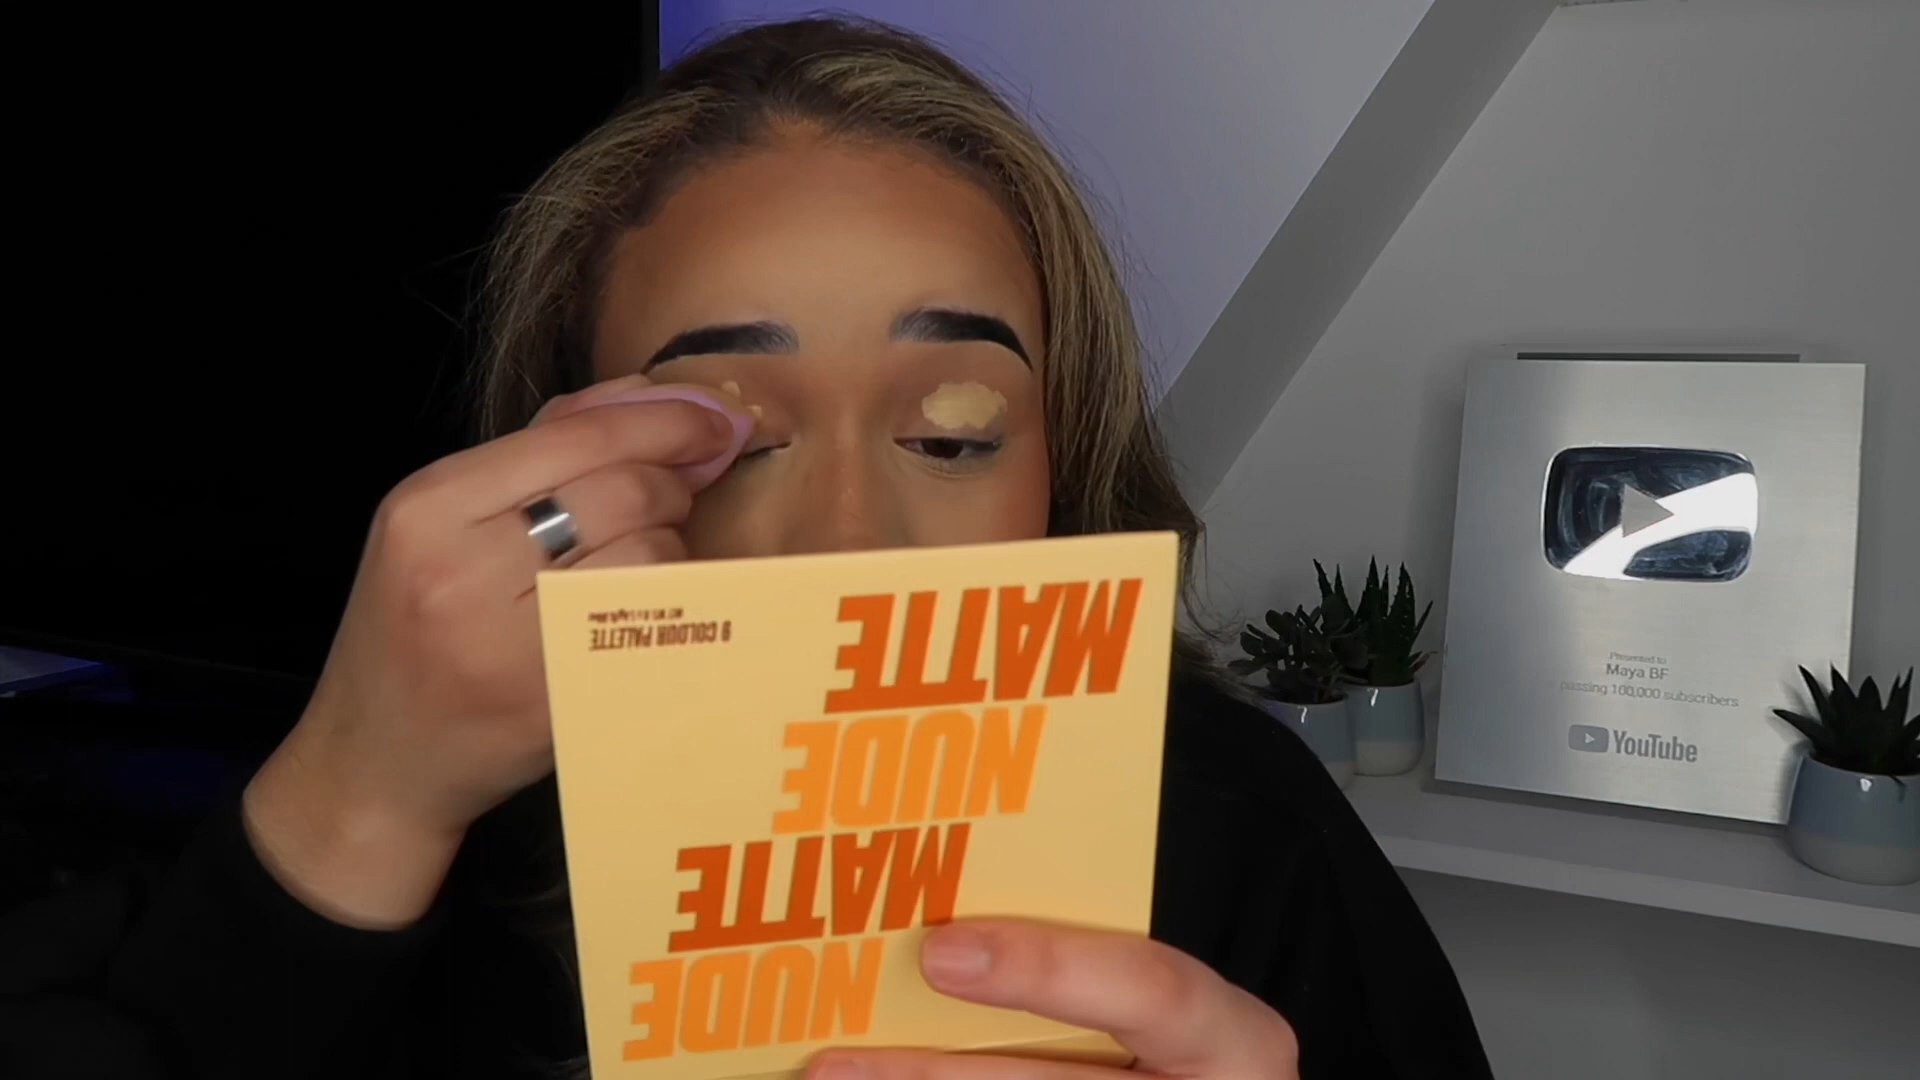 NUDE
MATTE
NUDE
MATTE
9 COLOUR PALETTE
Presented to
Maya BF
passing 100,000 subscribers
YouTube